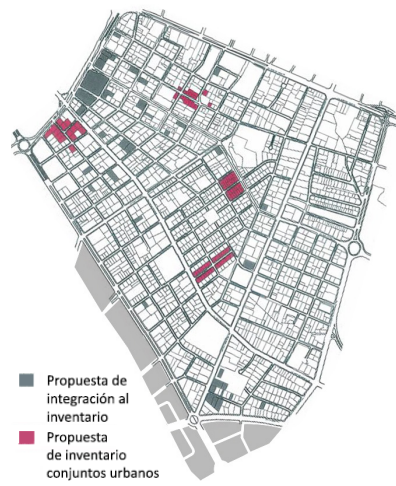 Propuesta de
integración al
inventario
Propuesta
de inventario
conjuntos urbanos